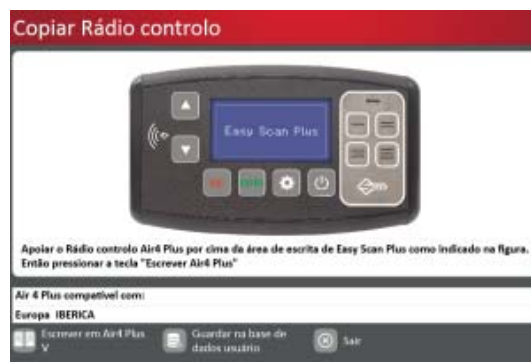 Copiar Rádio controlo
Easy Scan Plus
Apoiar o Rádio controlo Air4 Plus por cima da área de escrita de Easy Scan Plus como indicado na figura.
Então pressionar a tecla "Escrever Air4 Plus"
Air 4 Plus compatível com:
Europa IBERICA
Escrever em Air4 Plus
V
Guardar na base de
dados usuário
Sair